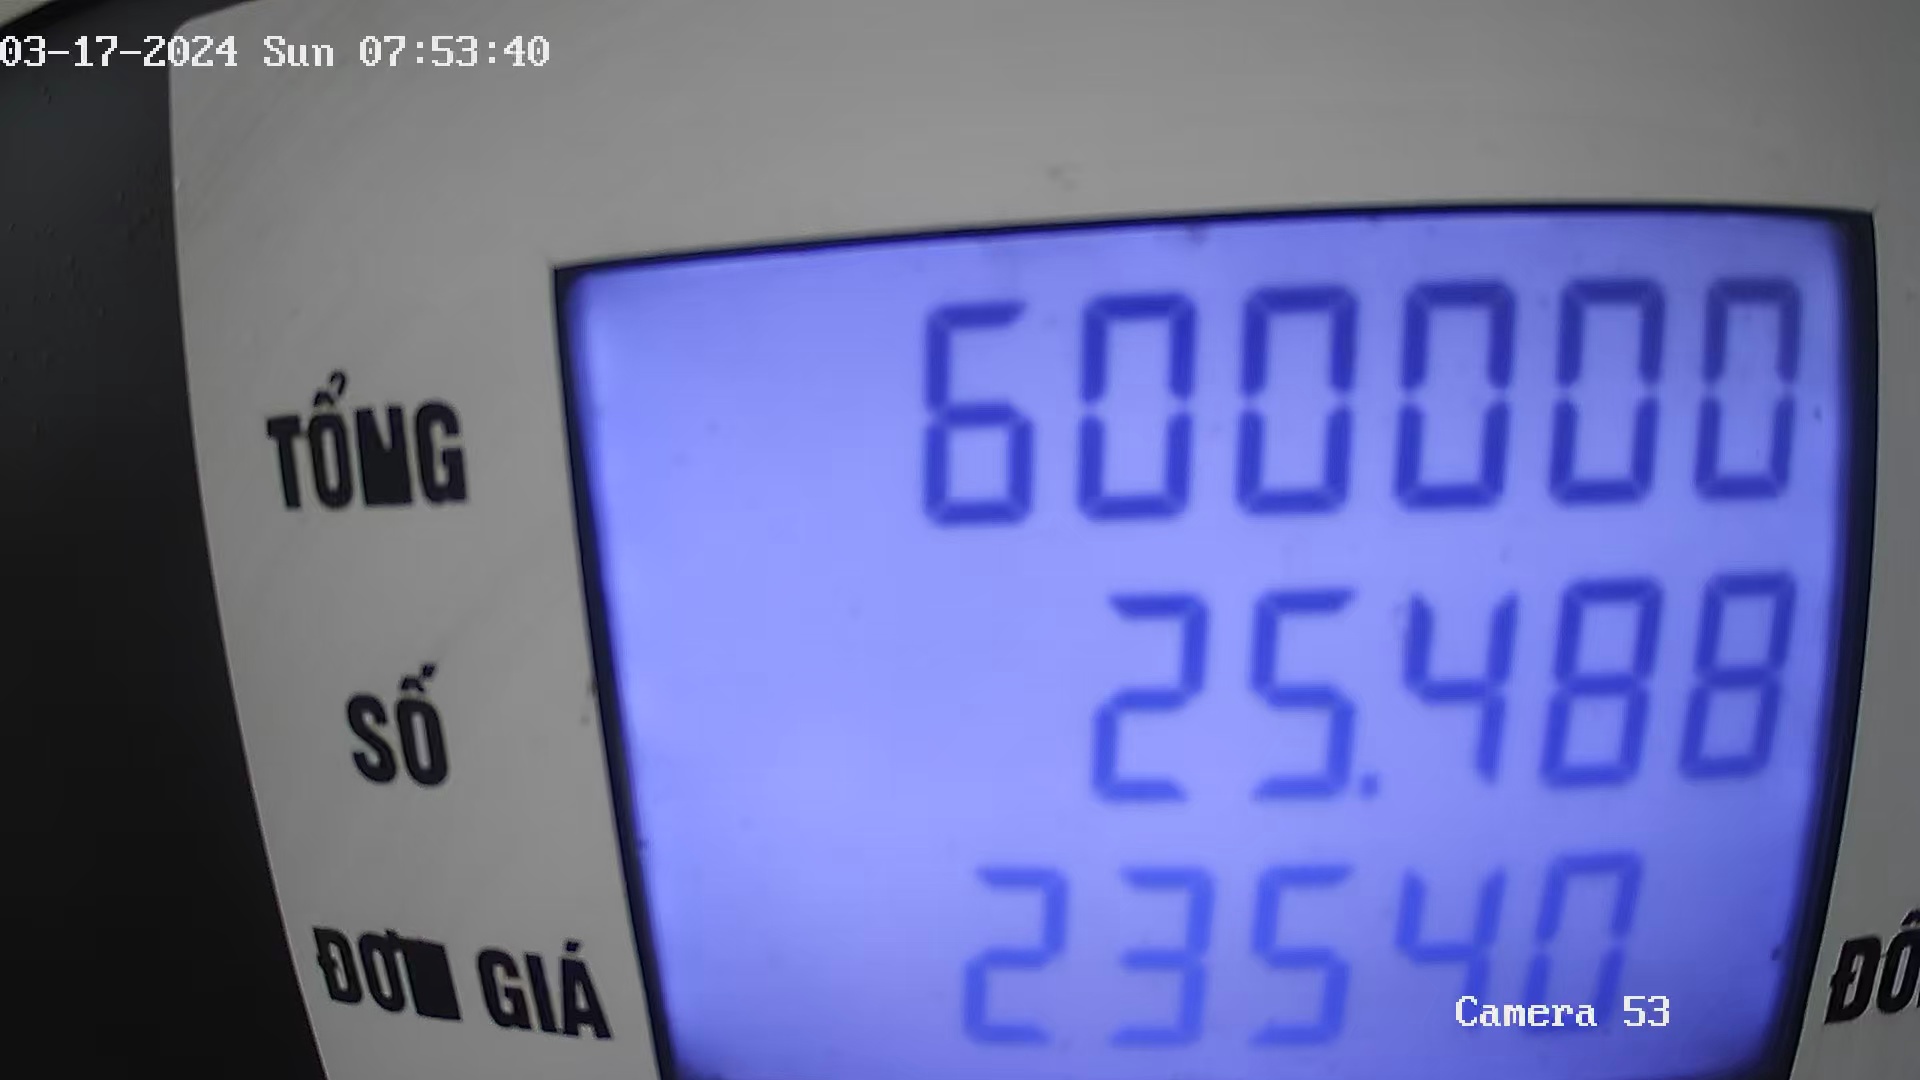 03-17-2024 Sun 07:53:40
TỔNG 600000
SỐ 25.488
ĐƠN GIÁ 23540
Camera 53